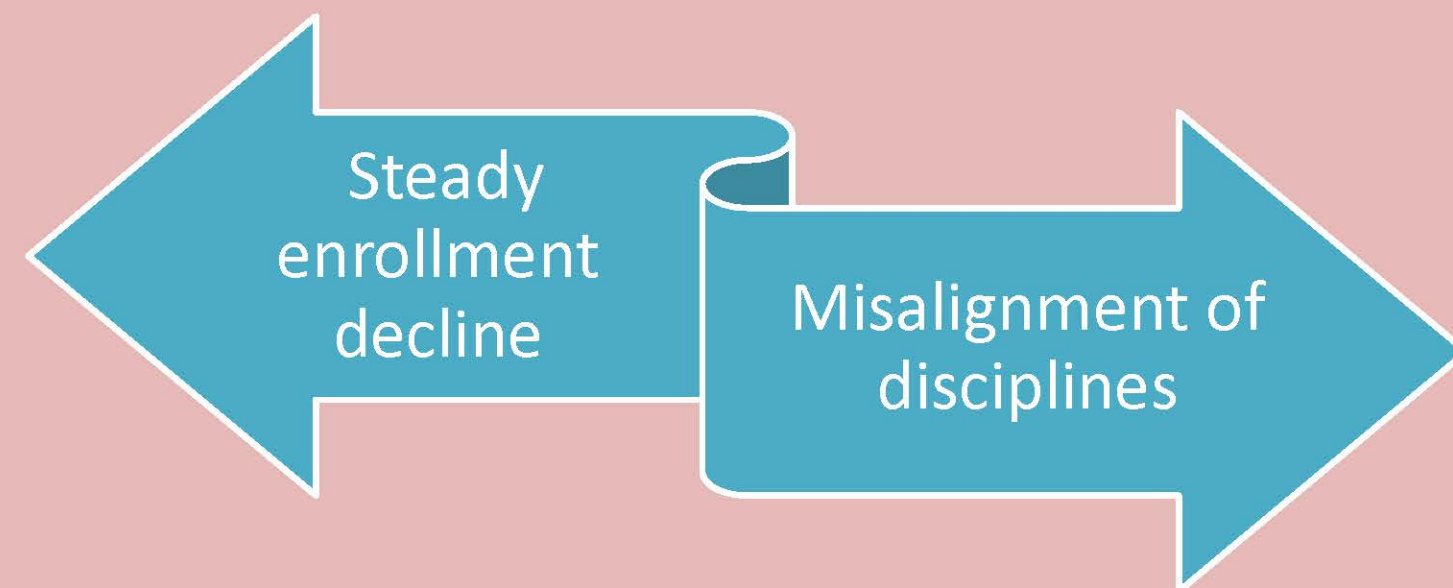 Steady
enrollment
decline
Misalignment of
disciplines